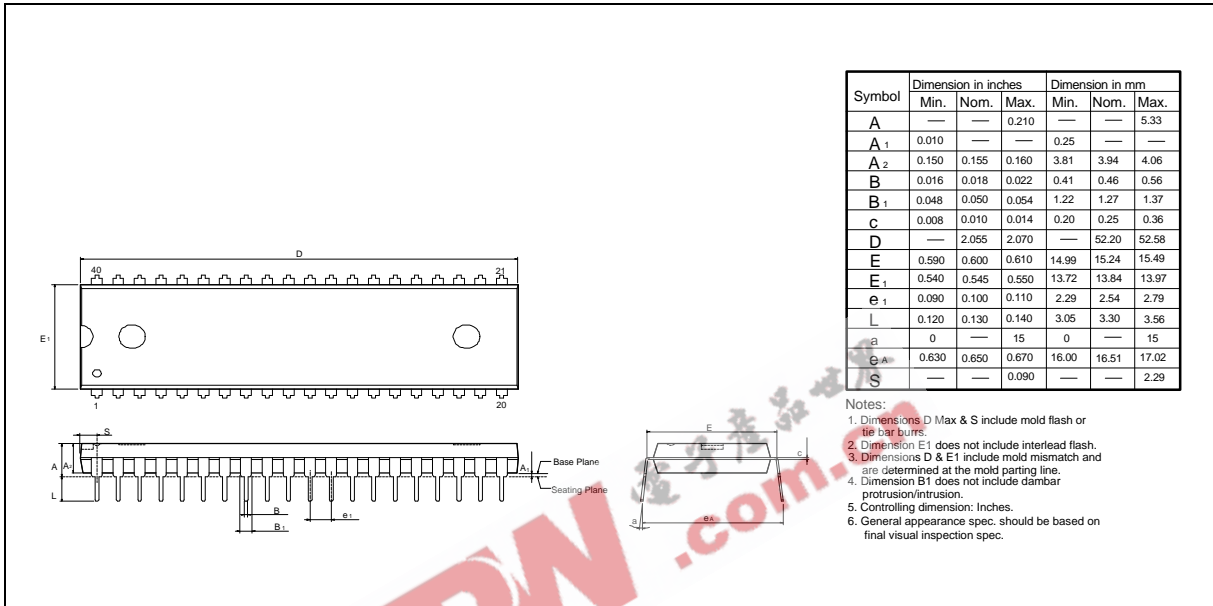 Symbol Dimension in inches Dimension in mm
Min. Nom. Max. Min. Nom. Max.
A — — 0.210 — — 5.33
A1 0.010 — — 0.25 — —
A2 0.150 0.155 0.160 3.81 3.94 4.06
B 0.016 0.018 0.022 0.41 0.46 0.56
B1 0.048 0.050 0.054 1.22 1.27 1.37
c 0.008 0.010 0.014 0.20 0.25 0.36
D — 2.055 2.070 — 52.20 52.58
E 0.590 0.600 0.610 14.99 15.24 15.49
E1 0.540 0.545 0.550 13.72 13.84 13.97
e1 0.090 0.100 0.110 2.29 2.54 2.79
L 0.120 0.130 0.140 3.05 3.30 3.56
a 0 — 15 0 — 15
eA 0.630 0.650 0.670 16.00 16.51 17.02
S — — 0.090 — — 2.29
Notes:
1. Dimensions D Max & S include mold flash or
tie bar burrs.
2. Dimension E1 does not include interlead flash.
3. Dimensions D & E1 include mold mismatch and
are determined at the mold parting line.
4. Dimension B1 does not include dambar
protrusion/intrusion.
5. Controlling dimension: Inches.
6. General appearance spec. should be based on
final visual inspection spec.
D
40 21
E1
1 20
S
A A2 A1 Base Plane
L Seating Plane
B
B1 e1
E
c
a eA
電子產品世界
.com.cn